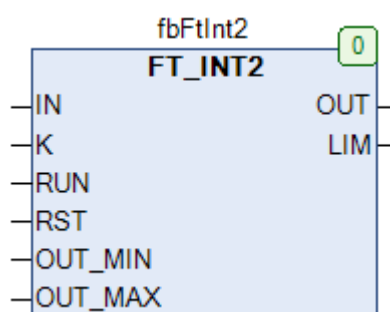 fbFtInt2
0
FT_INT2
IN OUT
K LIM
RUN
RST
OUT_MIN
OUT_MAX